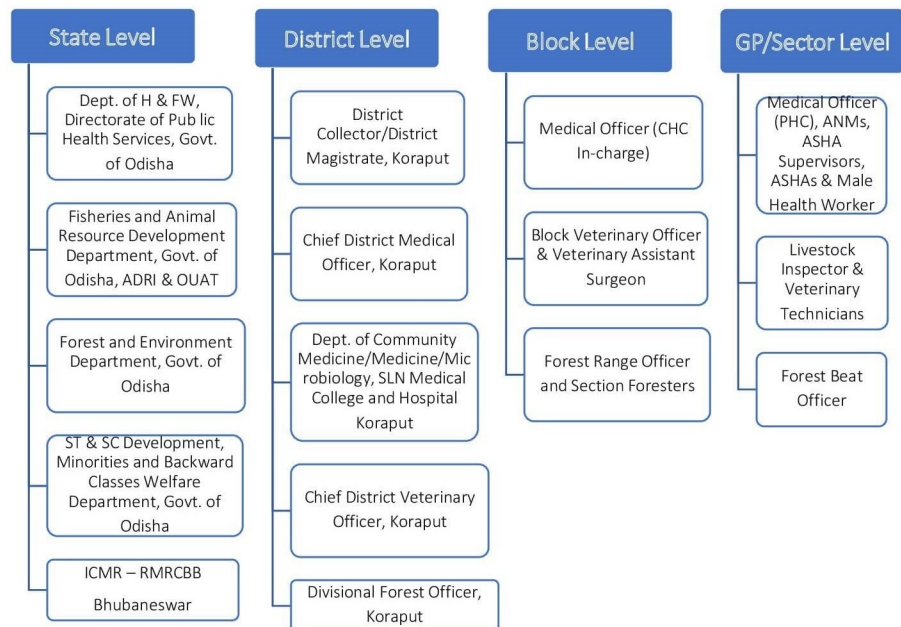 State Level
Dept. of H & FW,
Directorate of Public
Health Services, Govt.
of Odisha
Fisheries and Animal
Resource Development
Department, Govt. of
Odisha, ADRI & OUAT
Forest and Environment
Department, Govt. of
Odisha
ST & SC Development,
Minorities and Backward
Classes Welfare
Department, Govt. of
Odisha
ICMR – RMRCBB
Bhubaneswar
District Level
District
Collector/District
Magistrate, Koraput
Chief District Medical
Officer, Koraput
Dept. of Community
Medicine/Medicine/Mic
robiology, SLN Medical
College and Hospital
Koraput
Chief District Veterinary
Officer, Koraput
Divisional Forest Officer,
Koraput
Block Level
Medical Officer (CHC
In-charge)
Block Veterinary Officer
& Veterinary Assistant
Surgeon
Forest Range Officer
and Section Foresters
GP/Sector Level
Medical Officer
(PHC), ANMs,
ASHA
Supervisors,
ASHAs & Male
Health Worker
Livestock
Inspector &
Veterinary
Technicians
Forest Beat
Officer